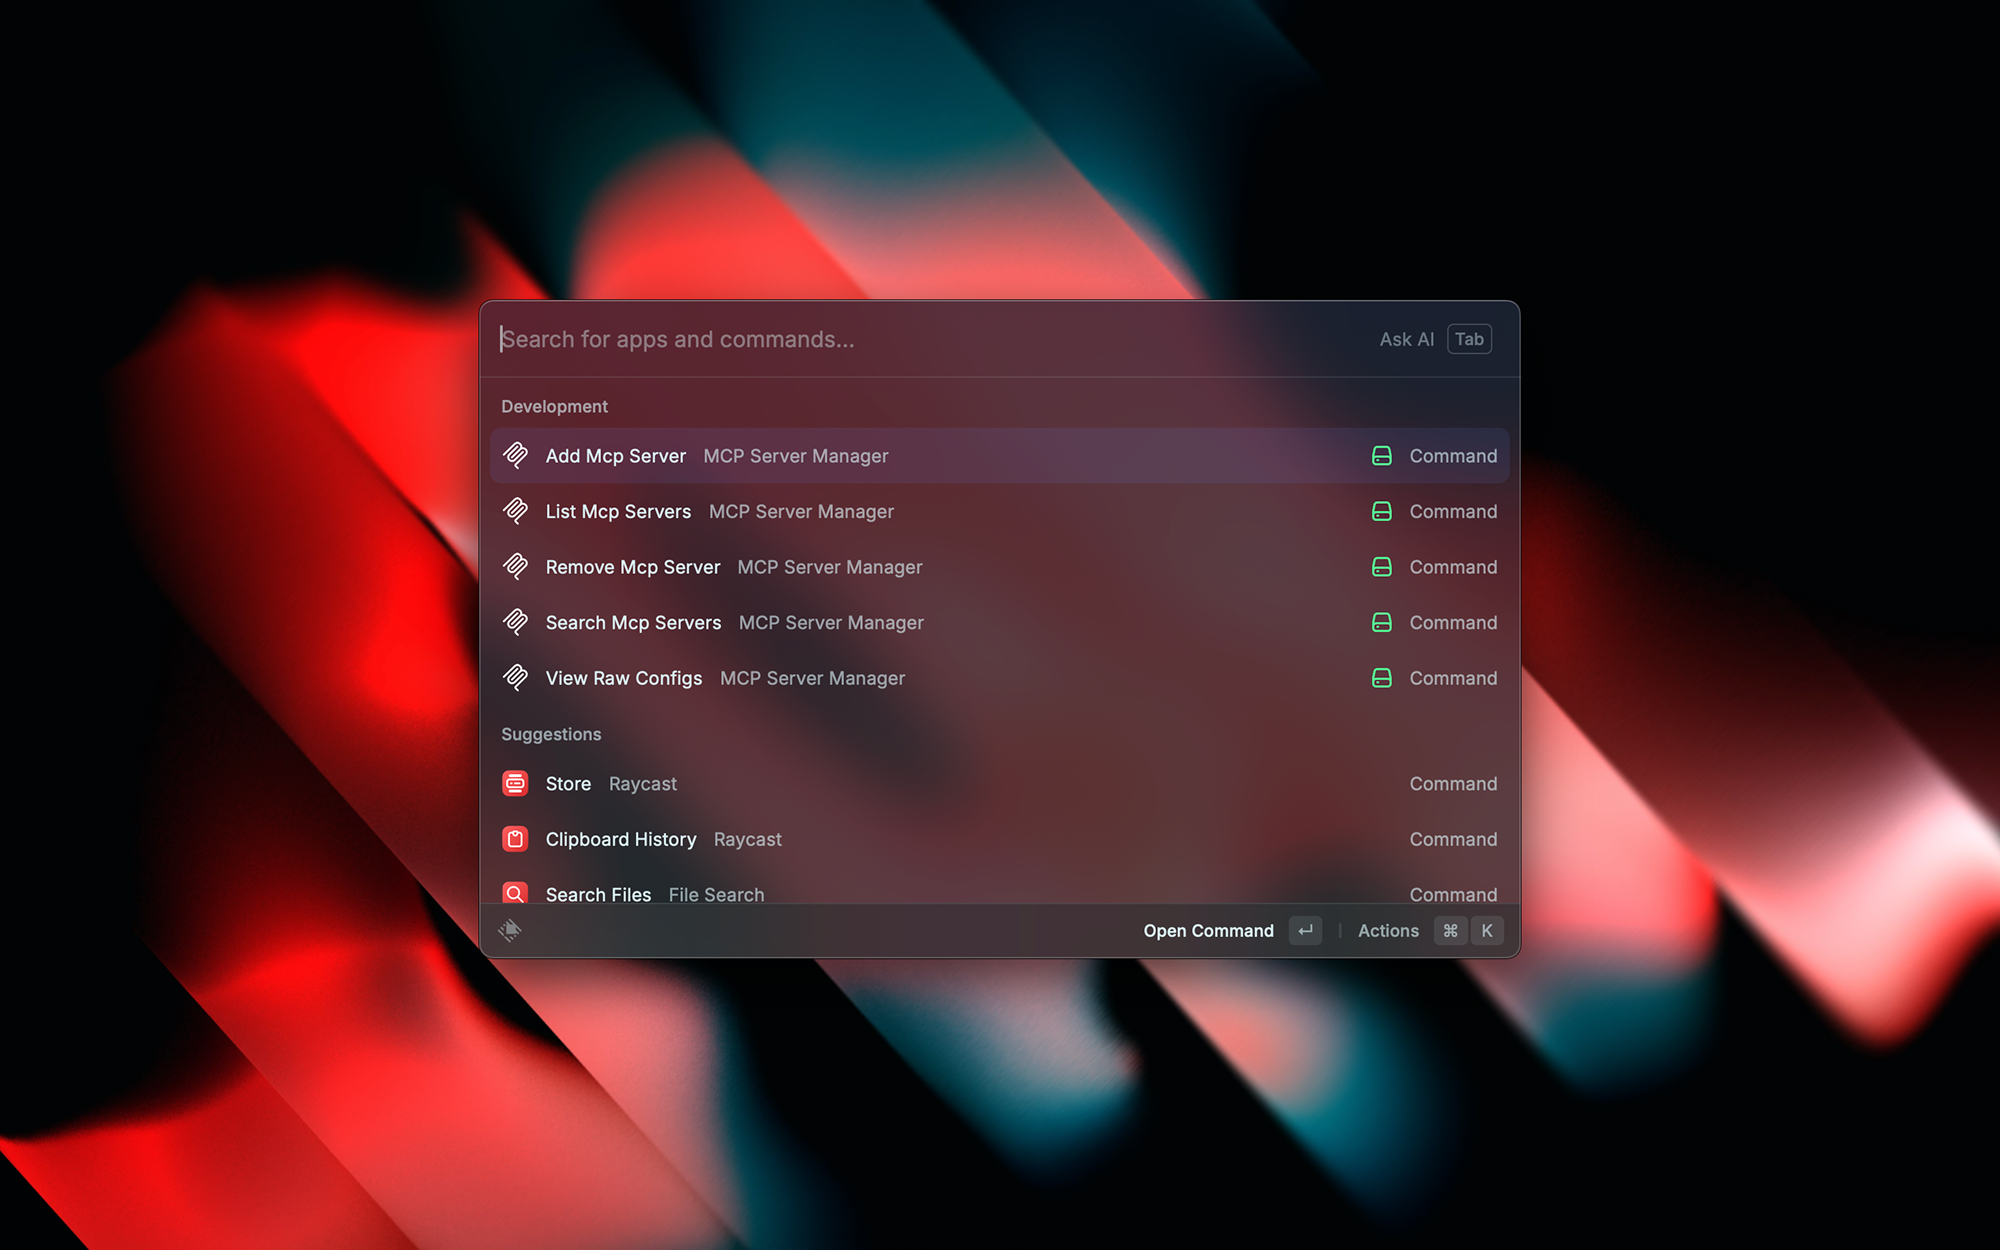 Search for apps and commands... Ask AI Tab
Development
Add Mcp Server MCP Server Manager Command
List Mcp Servers MCP Server Manager Command
Remove Mcp Server MCP Server Manager Command
Search Mcp Servers MCP Server Manager Command
View Raw Configs MCP Server Manager Command
Suggestions
Store Raycast Command
Clipboard History Raycast Command
Search Files File Search Command
Open Command ↵ | Actions ⌘ K